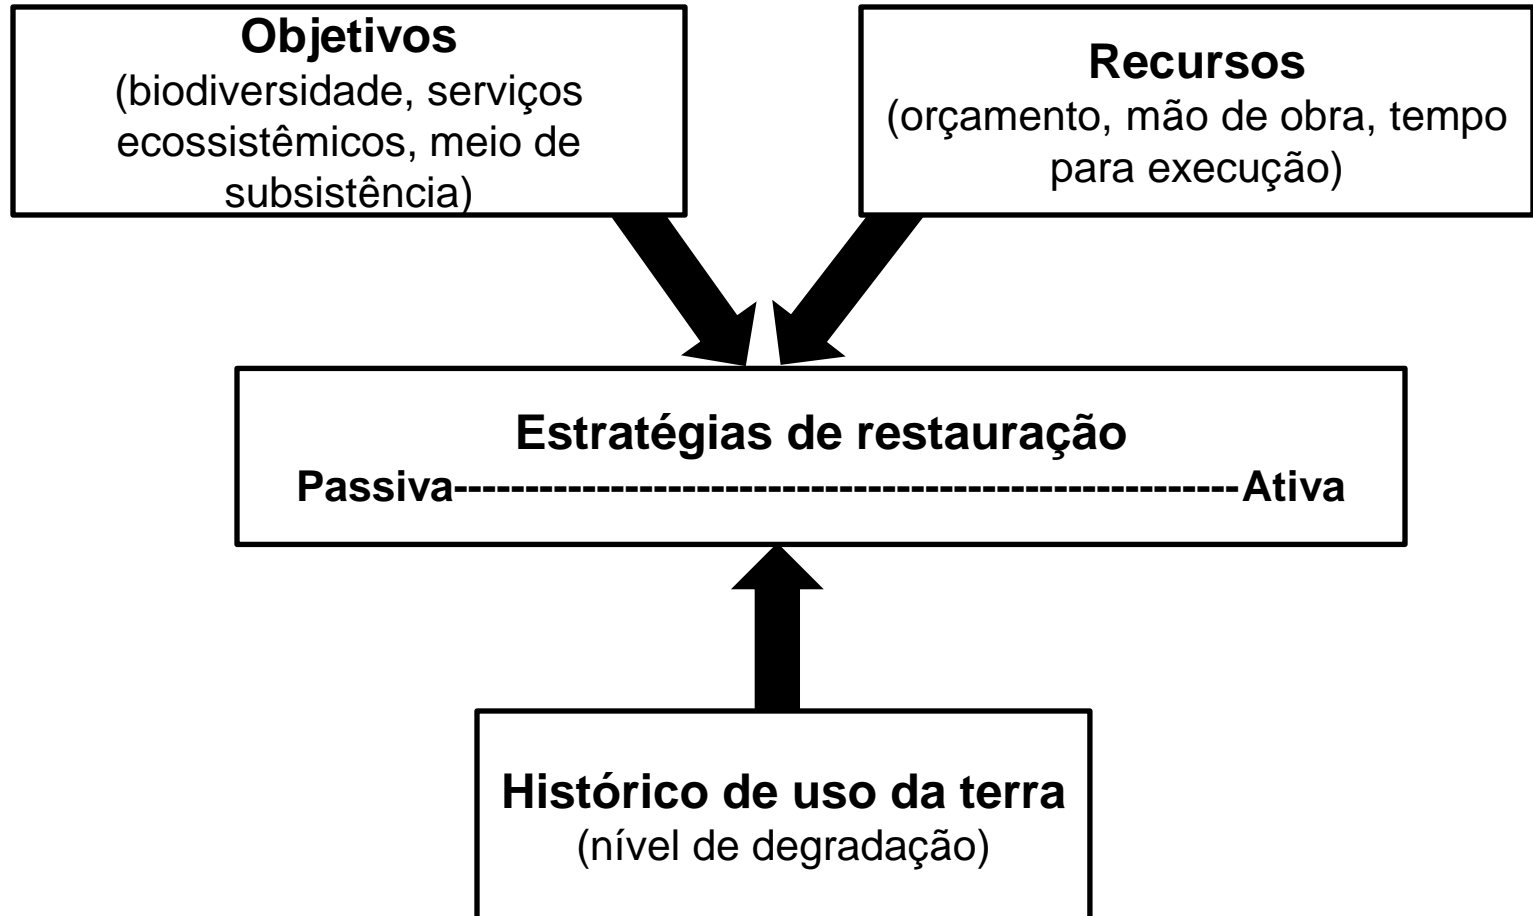 Objetivos
(biodiversidade, serviços
ecossistêmicos, meio de
subsistência)
Recursos
(orçamento, mão de obra, tempo
para execução)
Estratégias de restauração
Passiva-------------------------------------------------------Ativa
Histórico de uso da terra
(nível de degradação)